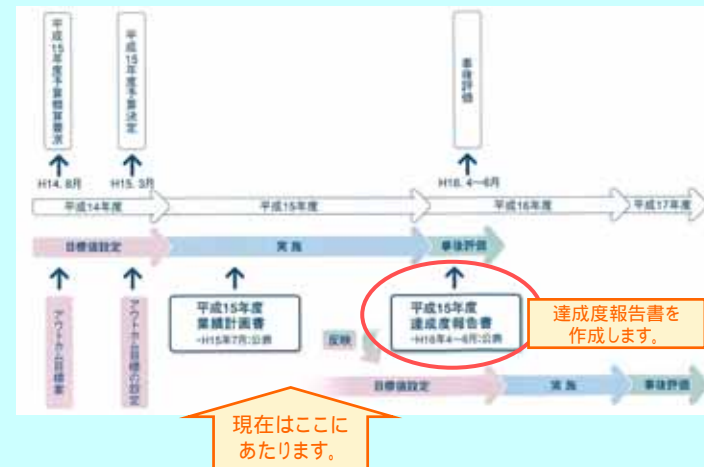 平成15年度予算概算要求
平成15年度予算決定
事後評価
H14. 8月
H15. 3月
H16. 4〜6月
平成14年度
平成15年度
平成16年度
平成17年度
目標値設定
実施
事後評価
アウトカム目標案
アウトカム目標の設定
平成15年度
業績計画書
-H15年7月:公表
平成15年度
達成度報告書
-H16年4〜6月:公表
達成度報告書を
作成します。
反映
目標値設定
実施
事後評価
現在はここに
あたります。